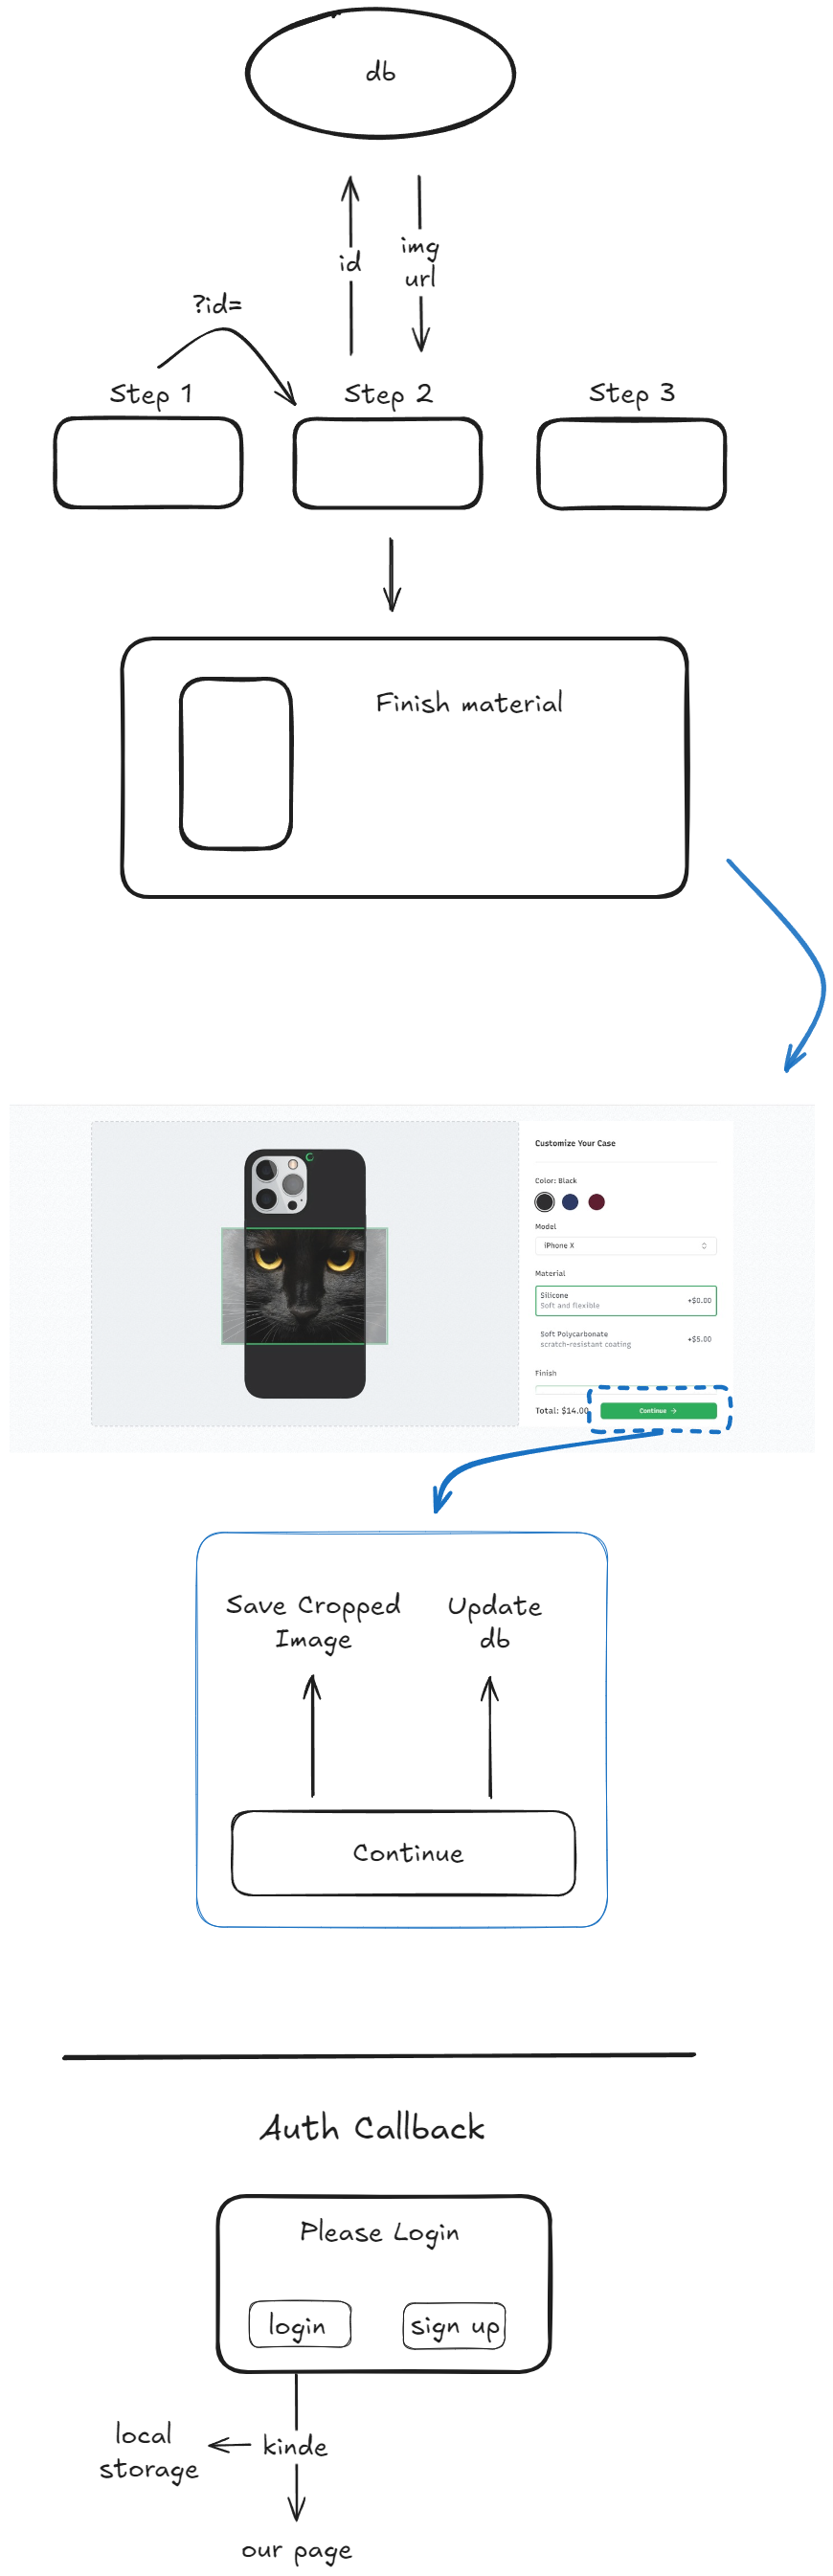 db
id
img
url
?id=
Step 1
Step 2
Step 3
Finish material
Customize Your Case
Color: Black
Model
iPhone X
Material
Silicone
Soft and flexible
+$0.00
Soft Polycarbonate
scratch-resistant coating
+$5.00
Finish
Total: $14.00
Continue →
Save Cropped
Image
Update
db
Continue
Auth Callback
Please Login
login
sign up
local
storage
kinde
our page